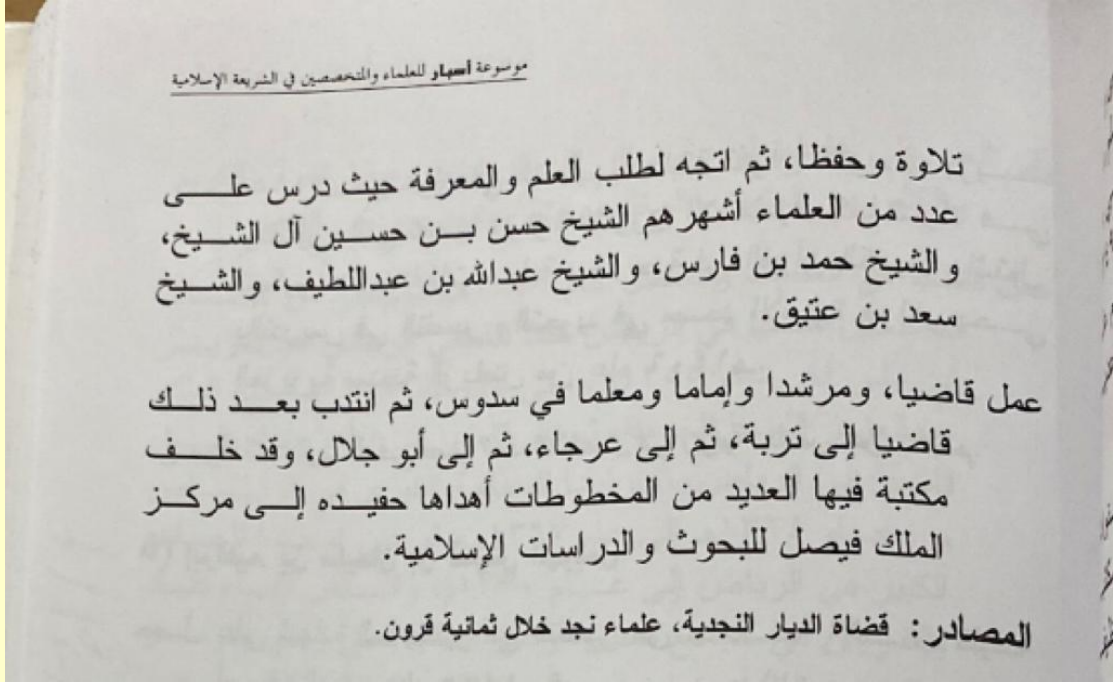 موسوعة أسبار للعلماء والمتخصصين في الشريعة الإسلامية
تلاوة وحفظا، ثم اتجه لطلب العلم والمعرفة حيث درس على
عدد من العلماء أشهرهم الشيخ حسن بن حسين آل الشيخ،
والشيخ حمد بن فارس، والشيخ عبدالله بن عبداللطيف، والشيخ
سعد بن عتيق.
عمل قاضيا، ومرشدا وإماما ومعلما في سدوس، ثم انتدب بعد ذلك
قاضيا إلى تربة، ثم إلى عرجاء، ثم إلى أبو جلال، وقد خلف
مكتبة فيها العديد من المخطوطات أهداها حفيده إلى مركز
الملك فيصل للبحوث والدراسات الإسلامية.
المصادر: قضاة الديار النجدية، علماء نجد خلال ثمانية قرون.